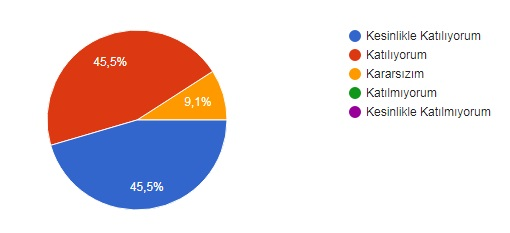 45,5%
9,1%
45,5%
Kesinlikle Katılıyorum
Katılıyorum
Kararsızım
Katılmıyorum
Kesinlikle Katılmıyorum